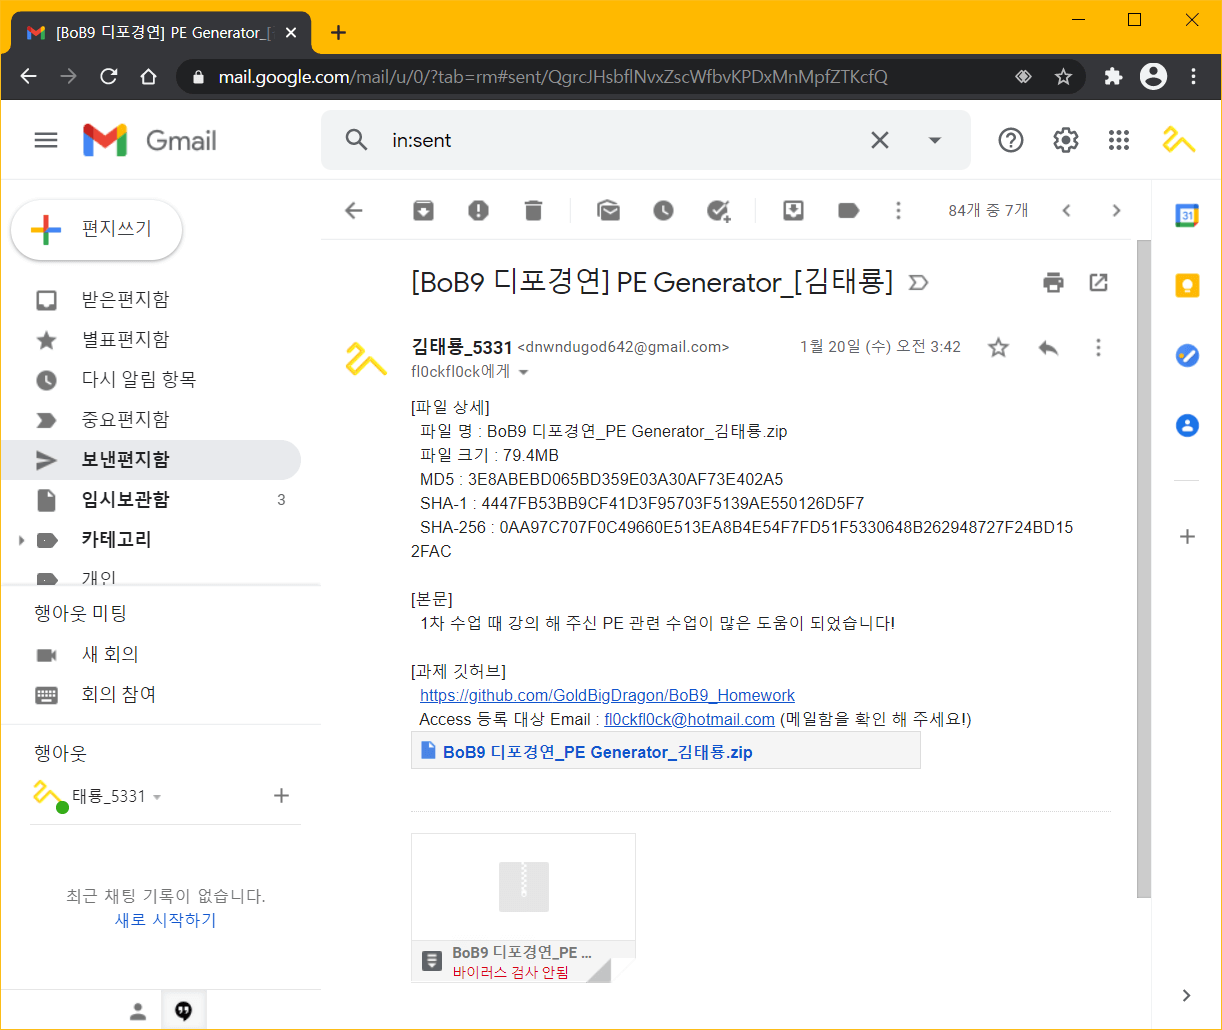 [BoB9 디포경연] PE Generator_[
mail.google.com/mail/u/0/?tab=rm#sent/QgrcJHsbflNvxZscWfbvKPDxMnMpfZTKcfQ
Gmail
in:sent
편지쓰기
84개 중 7개
31
받은편지함
별표편지함
다시 알림 항목
중요편지함
보낸편지함
임시보관함 3
카테고리
개인
행아웃 미팅
새 회의
회의 참여
행아웃
태룡_5331
최근 채팅 기록이 없습니다.
새로 시작하기
[BoB9 디포경연] PE Generator_[김태룡]
김태룡_5331 <dnwndugod642@gmail.com>
1월 20일 (수) 오전 3:42
fl0ckfl0ck에게
[파일 상세]
파일 명 : BoB9 디포경연_PE Generator_김태룡.zip
파일 크기 : 79.4MB
MD5 : 3E8ABEBD065BD359E03A30AF73E402A5
SHA-1 : 4447FB53BB9CF41D3F95703F5139AE550126D5F7
SHA-256 : 0AA97C707F0C49660E513EA8B4E54F7FD51F5330648B262948727F24BD15
2FAC
[본문]
1차 수업 때 강의 해 주신 PE 관련 수업이 많은 도움이 되었습니다!
[과제 깃허브]
https://github.com/GoldBigDragon/BoB9_Homework
Access 등록 대상 Email : fl0ckfl0ck@hotmail.com (메일함을 확인 해 주세요!)
BoB9 디포경연_PE Generator_김태룡.zip
BoB9 디포경연_PE ...
바이러스 검사 안됨